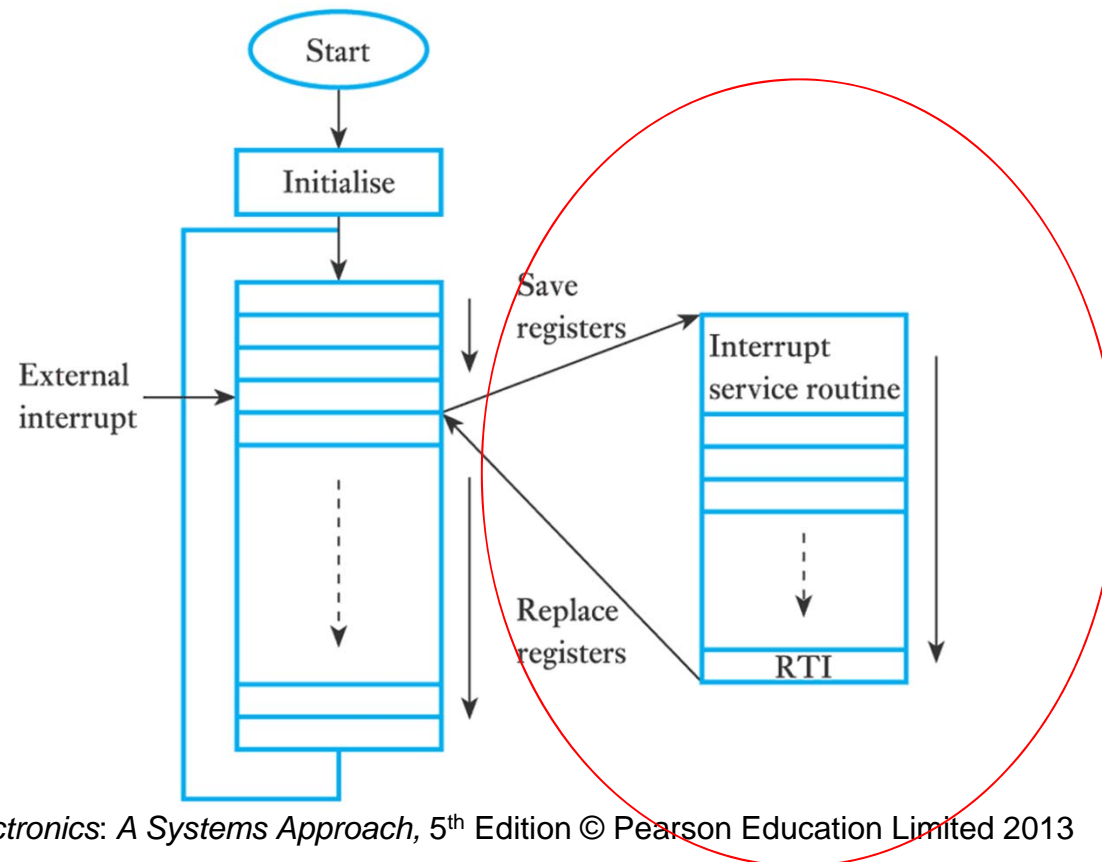 Start
Initialise
Save
registers
External
interrupt
Interrupt
service routine
Replace
registers
RTI
ctronics: A Systems Approach, 5th Edition © Pearson Education Limited 2013